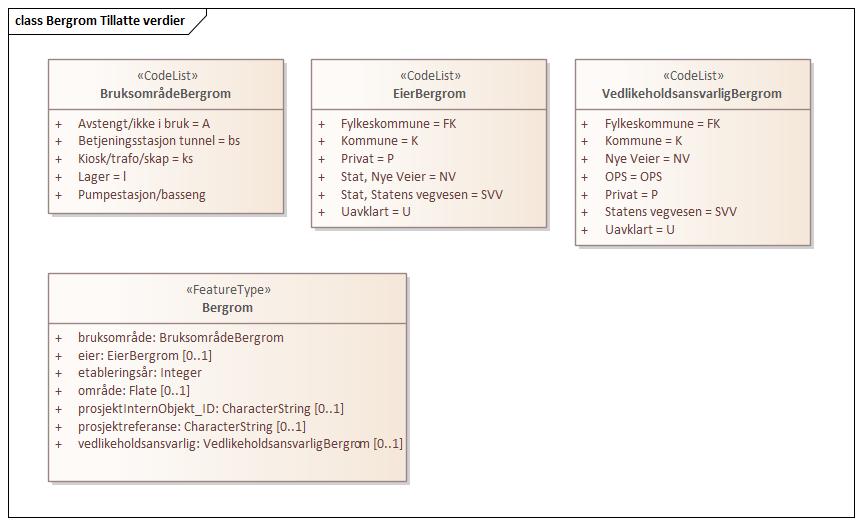 class Bergrom Tillatte verdier
«CodeList»
BruksområdeBergrom
+ Avstengt/ikke i bruk = A
+ Betjeningsstasjon tunnel = bs
+ Kiosk/trafo/skap = ks
+ Lager = l
+ Pumpestasjon/basseng
«CodeList»
EierBergrom
+ Fylkeskommune = FK
+ Kommune = K
+ Privat = P
+ Stat, Nye Veier = NV
+ Stat, Statens vegvesen = SVV
+ Uavklart = U
«CodeList»
VedlikeholdsansvarligBergrom
+ Fylkeskommune = FK
+ Kommune = K
+ Nye Veier = NV
+ OPS = OPS
+ Privat = P
+ Statens vegvesen = SVV
+ Uavklart = U
«FeatureType»
Bergrom
+ bruksområde: BruksområdeBergrom
+ eier: EierBergrom [0..1]
+ etableringsår: Integer
+ område: Flate [0..1]
+ prosjektInternObjekt_ID: CharacterString [0..1]
+ prosjektreferanse: CharacterString [0..1]
+ vedlikeholdsansvarlig: VedlikeholdsansvarligBergrom [0..1]